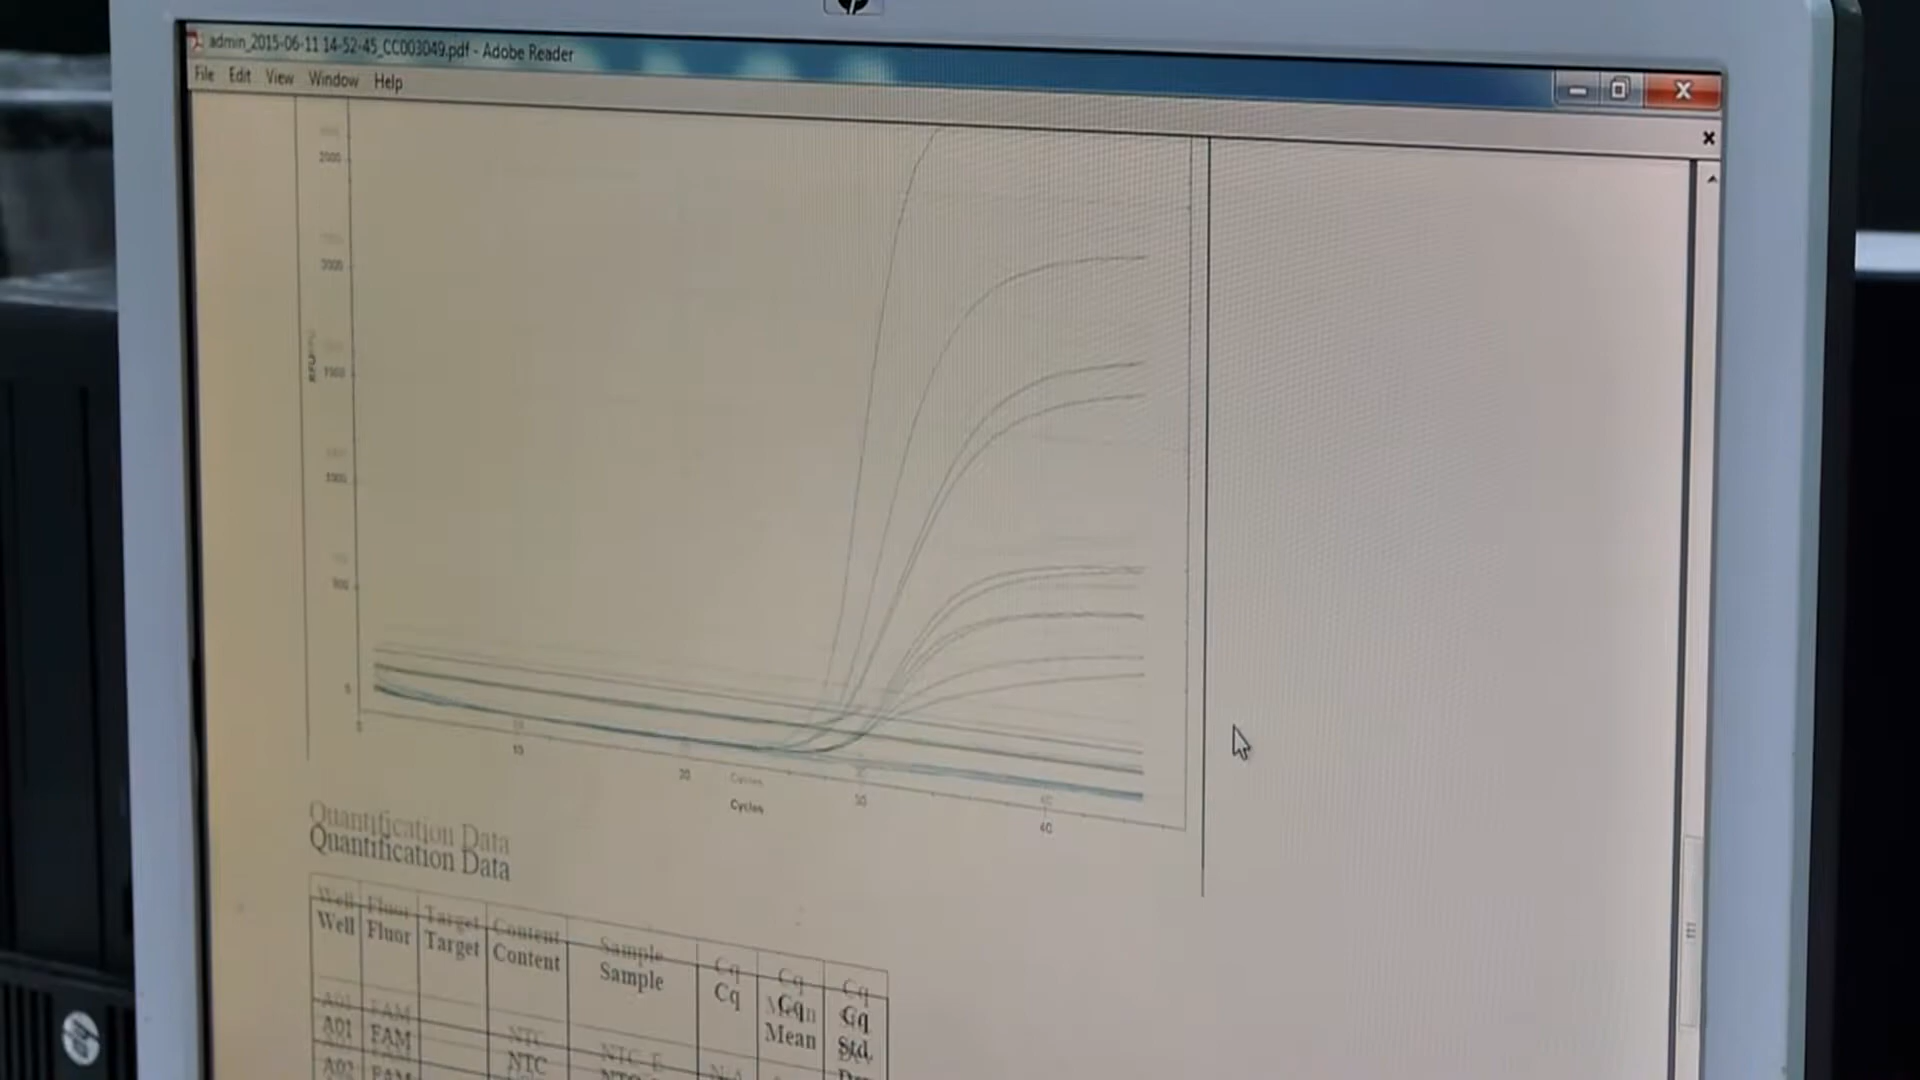 admin_2015-06-11 14-52-45_CC003049.pdf - Adobe Reader
File Edit View Window Help
2000
1000
500
0
10
20
30
40
Cycles
Quantification Data
Well Fluor Target Content Sample Cq Cq Mean Cq Std.
A01 FAM NTC
A02 FAM
hp